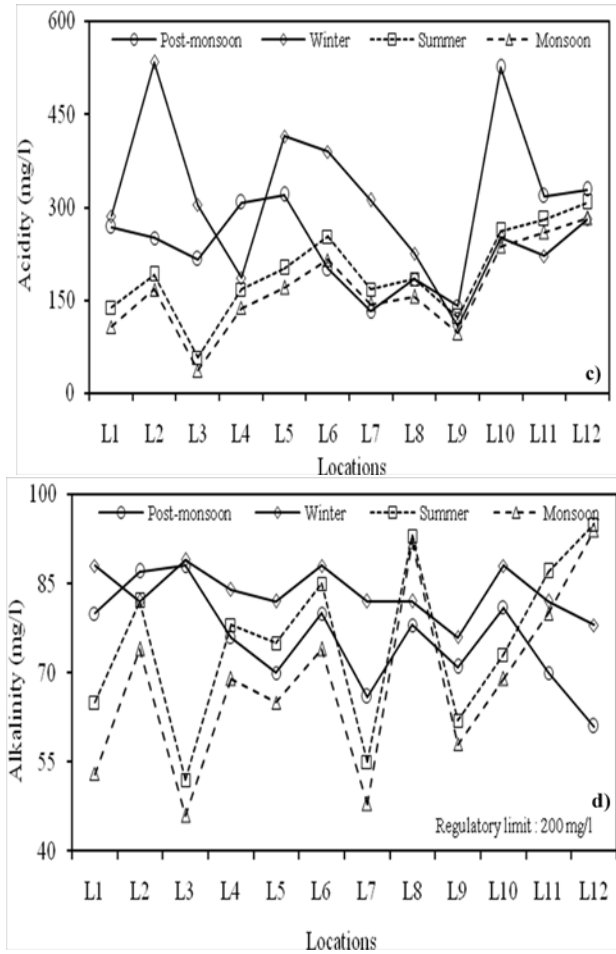 600
450
300
150
0
Acidity (mg/l)
Post-monsoon Winter Summer Monsoon
c)
L1 L2 L3 L4 L5 L6 L7 L8 L9 L10 L11 L12
Locations
100
85
70
55
40
Alkalinity (mg/l)
Post-monsoon Winter Summer Monsoon
d)
Regulatory limit : 200 mg/l
L1 L2 L3 L4 L5 L6 L7 L8 L9 L10 L11 L12
Locations